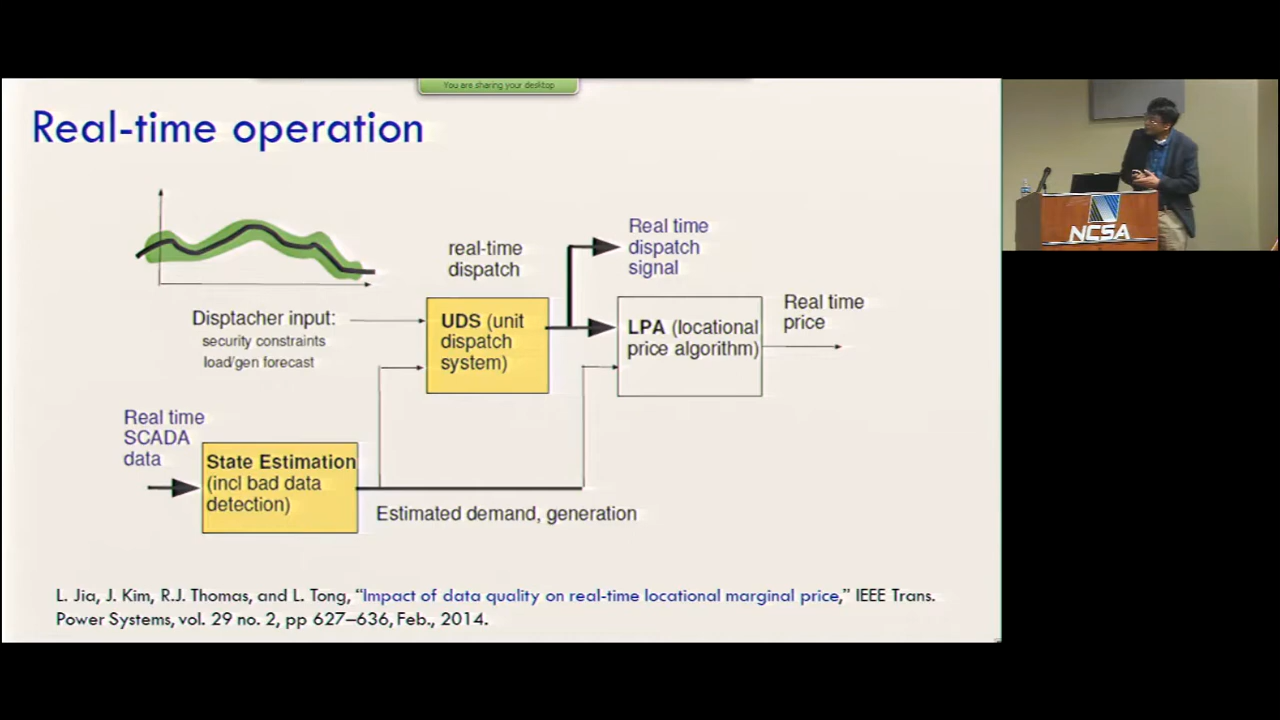 You are sharing your desktop
Real-time operation
real-time
dispatch
Real time
dispatch
signal
Disptacher input:
security constraints
load/gen forecast
UDS (unit
dispatch
system)
LPA (locational
price algorithm)
Real time
price
Real time
SCADA
data
State Estimation
(incl bad data
detection)
Estimated demand, generation
L. Jia, J. Kim, R.J. Thomas, and L. Tong, “Impact of data quality on real-time locational marginal price,” IEEE Trans.
Power Systems, vol. 29 no. 2, pp 627–636, Feb., 2014.
NCSA